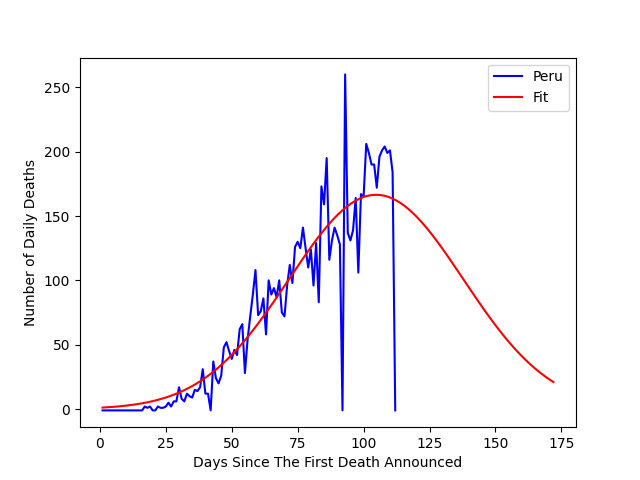 Number of Daily Deaths
250
200
150
100
50
0
0 25 50 75 100 125 150 175
Days Since The First Death Announced
Peru
Fit